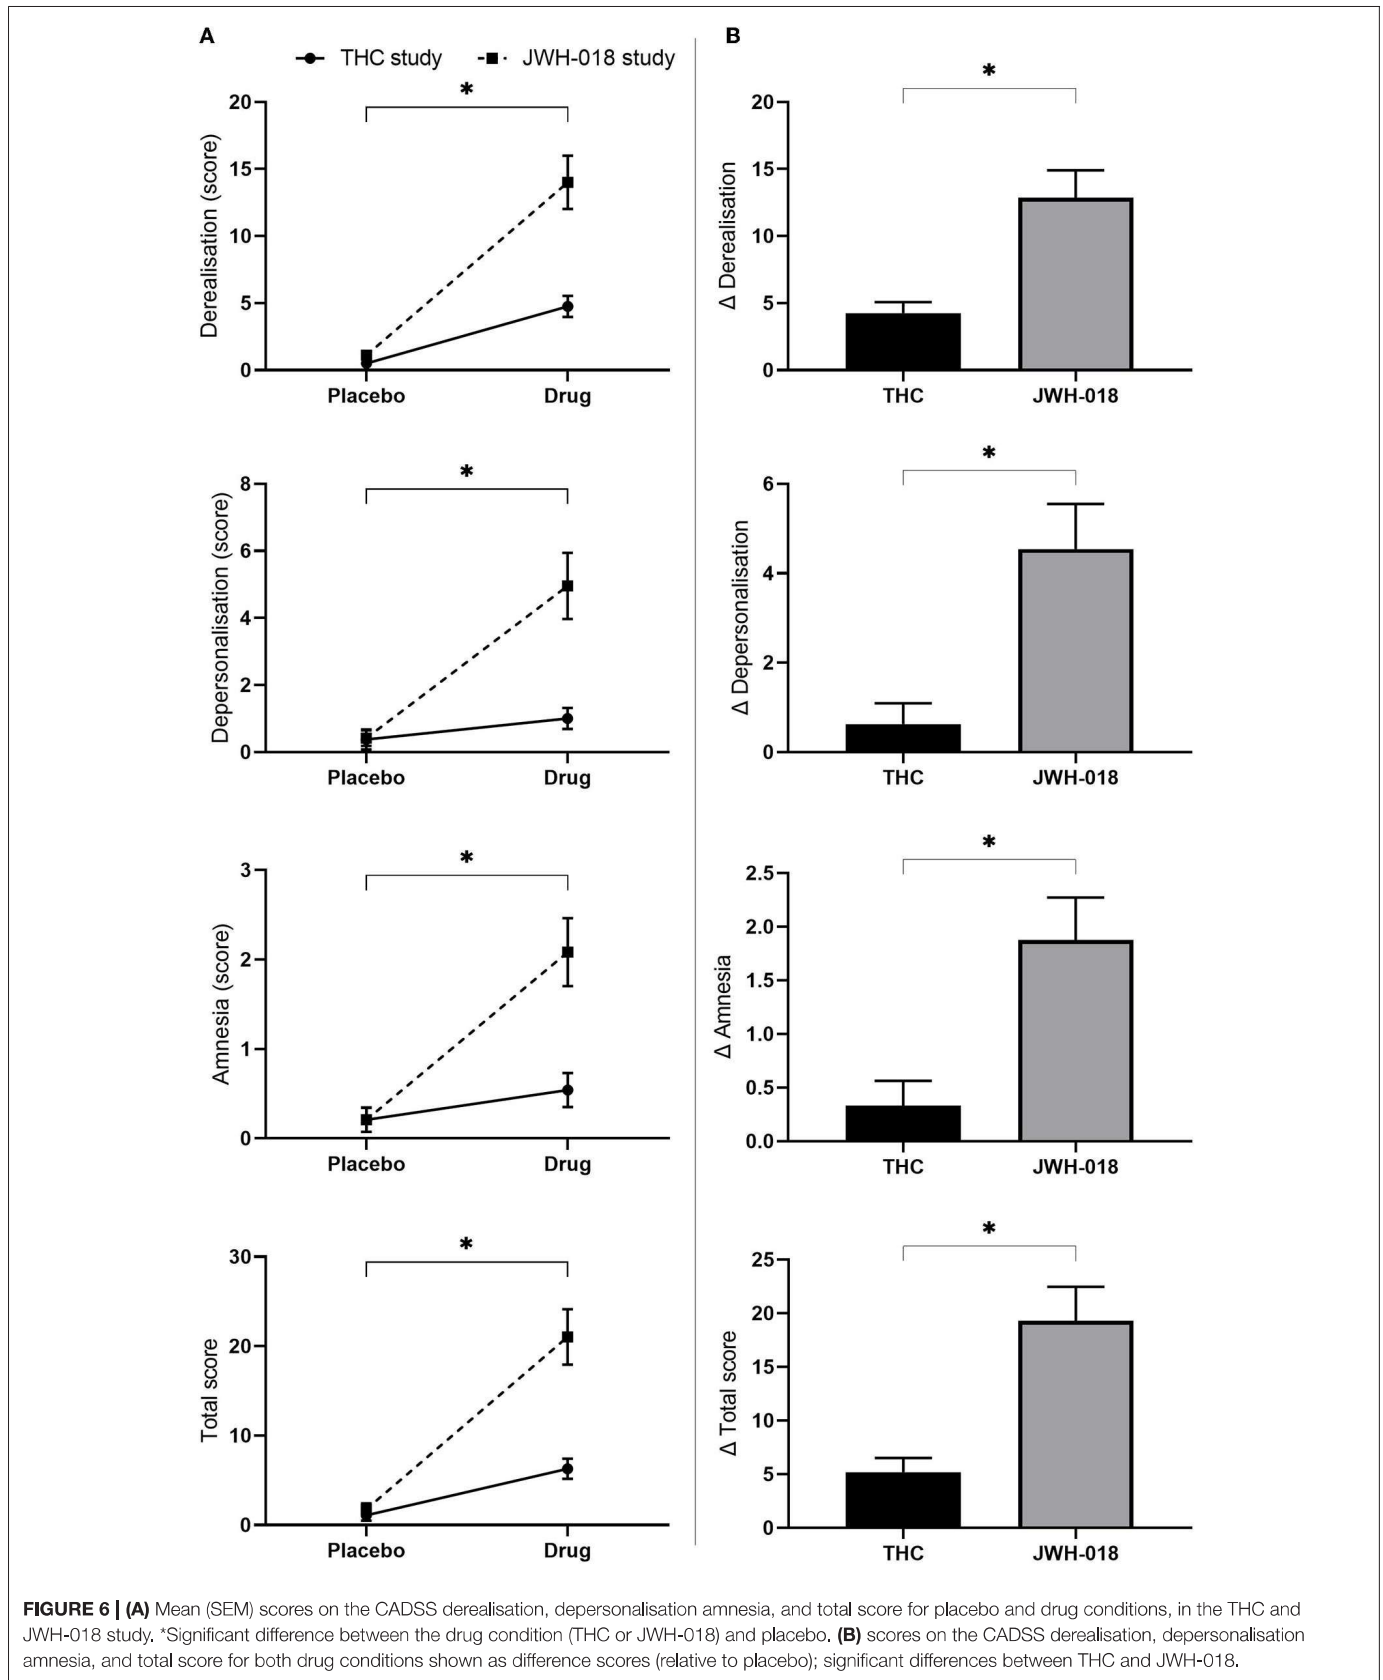 A
THC study JWH-018 study
*
20
15
10
5
0
Derealisation (score)
Placebo Drug
*
8
6
4
2
0
Depersonalisation (score)
Placebo Drug
*
3
2
1
0
Amnesia (score)
Placebo Drug
*
30
20
10
0
Total score
Placebo Drug
B
*
20
15
10
5
0
Δ Derealisation
THC JWH-018
*
6
4
2
0
Δ Depersonalisation
THC JWH-018
*
2.5
2.0
1.5
1.0
0.5
0.0
Δ Amnesia
THC JWH-018
*
25
20
15
10
5
0
Δ Total score
THC JWH-018
FIGURE 6 | (A) Mean (SEM) scores on the CADSS derealisation, depersonalisation amnesia, and total score for placebo and drug conditions, in the THC and
JWH-018 study. *Significant difference between the drug condition (THC or JWH-018) and placebo. (B) scores on the CADSS derealisation, depersonalisation
amnesia, and total score for both drug conditions shown as difference scores (relative to placebo); significant differences between THC and JWH-018.